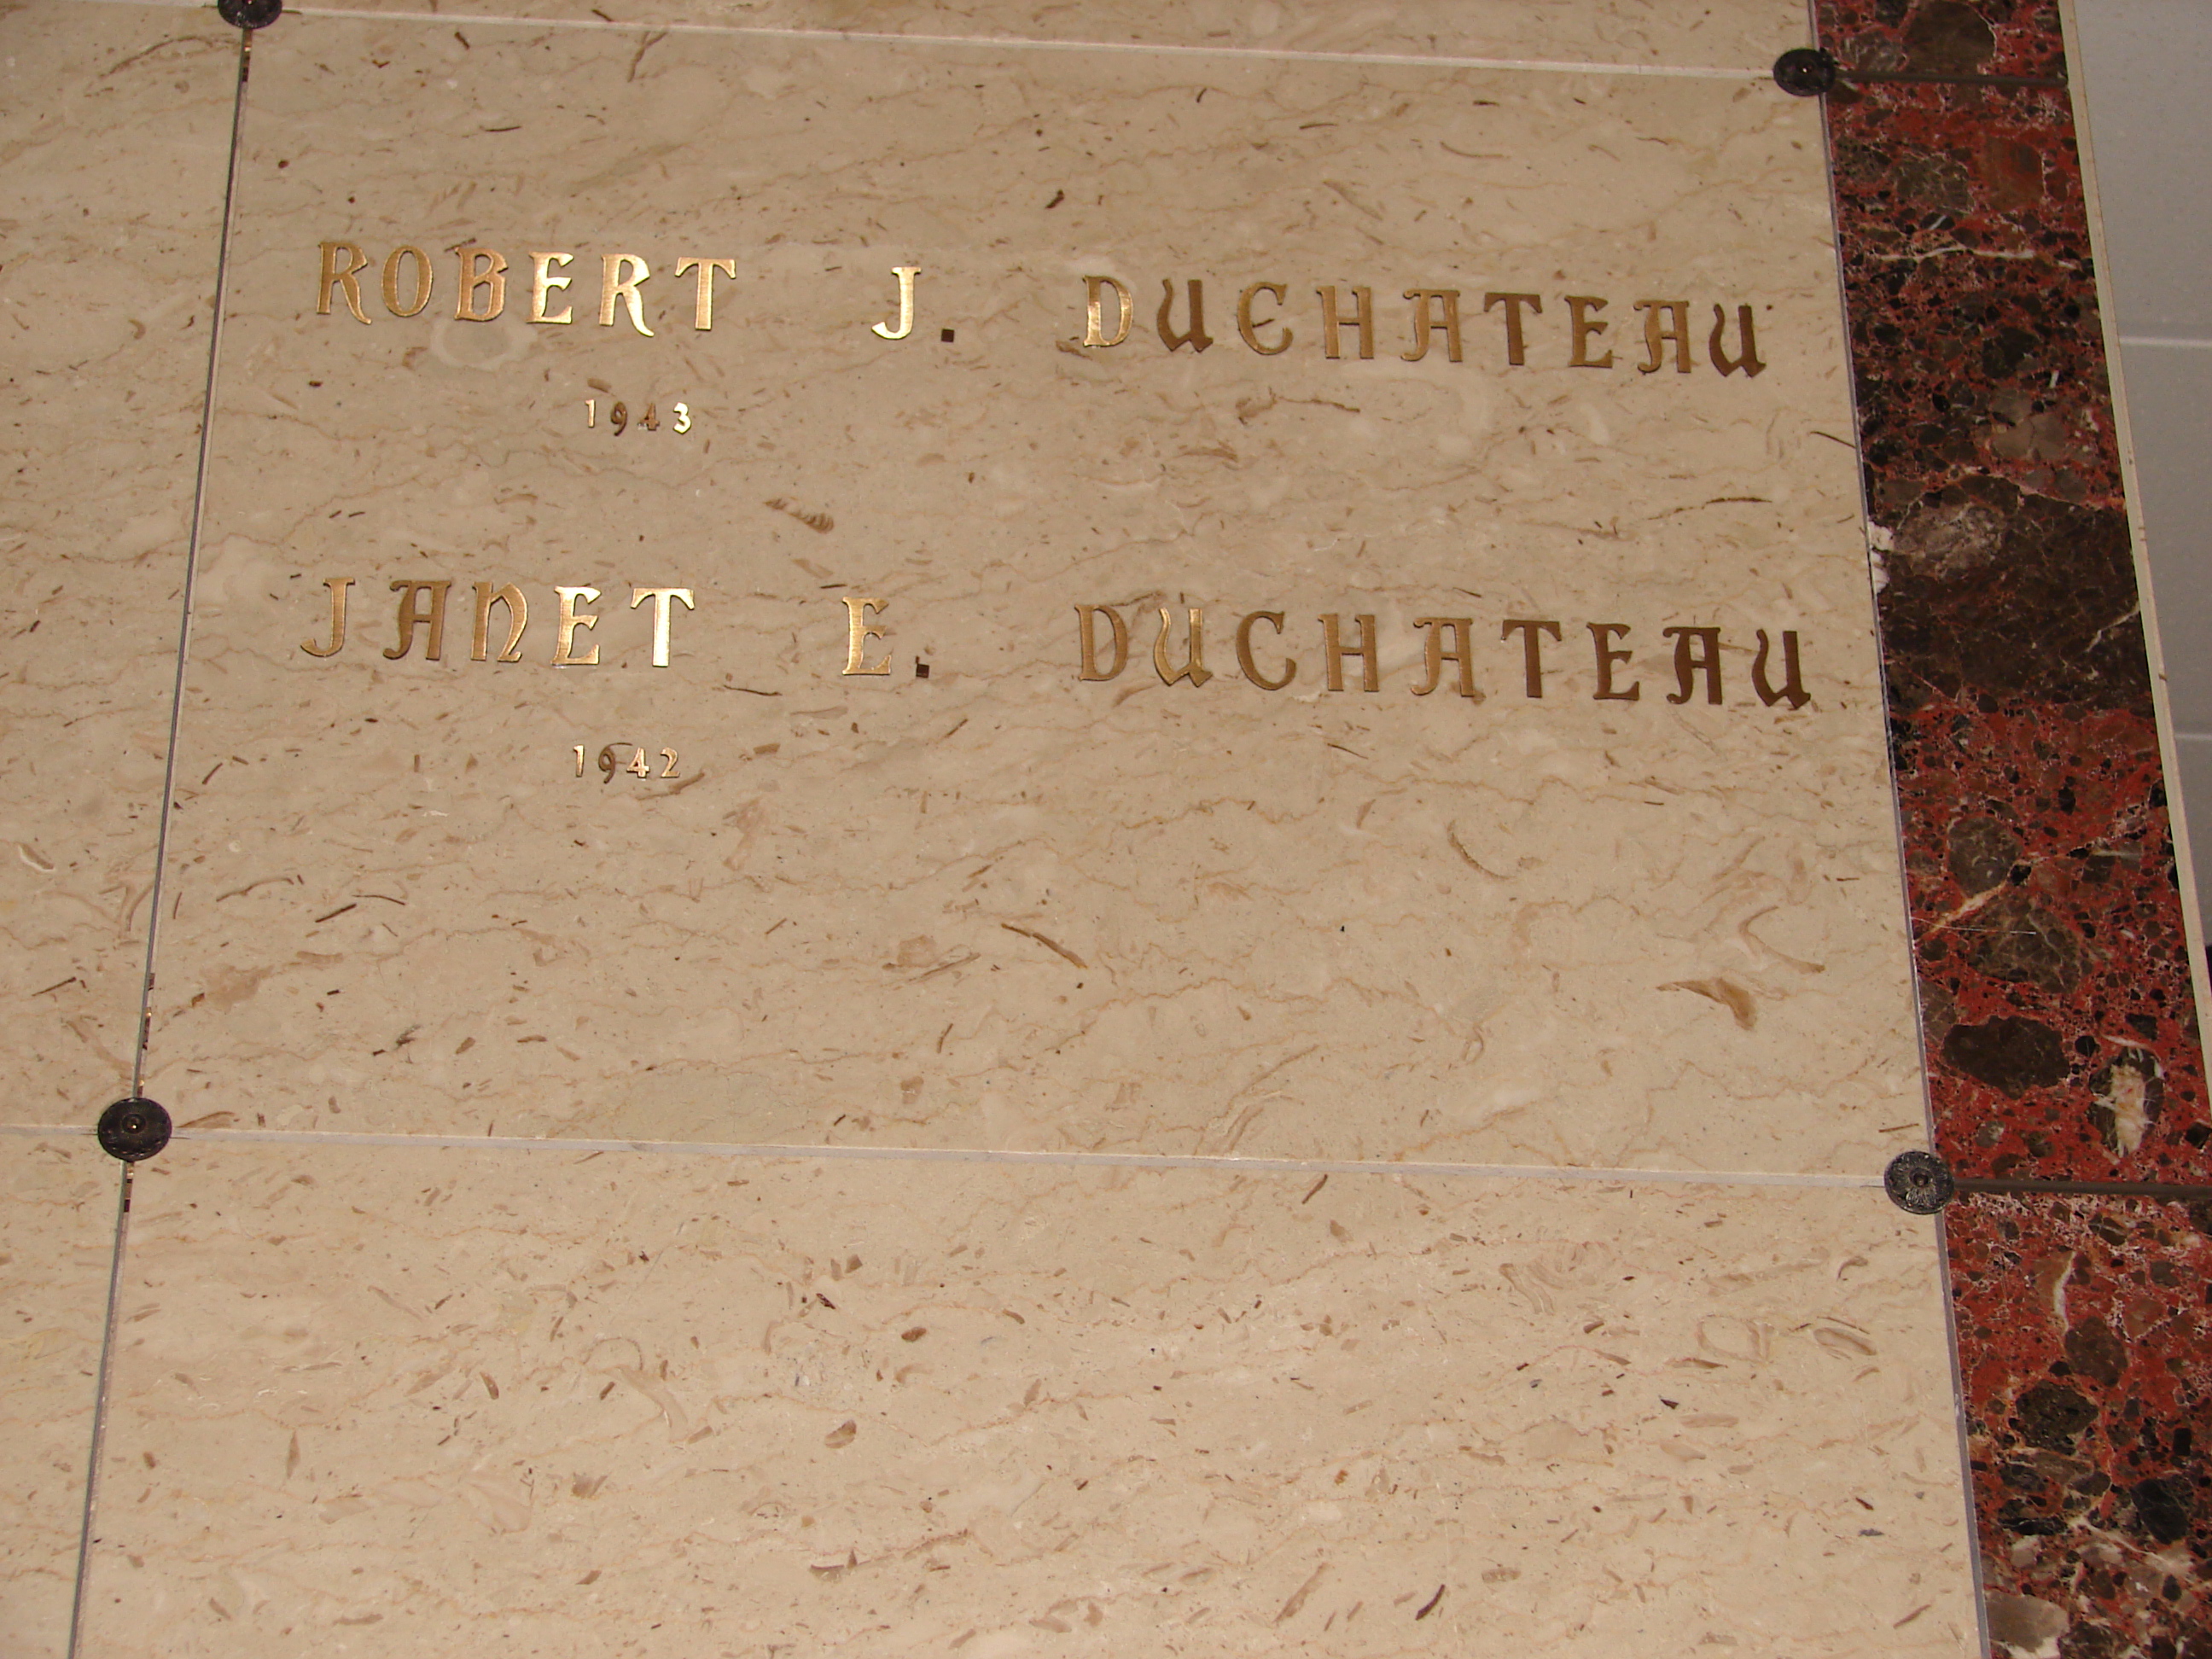 ROBERT J. DUCHATEAU
1943
JANET E. DUCHATEAU
1942